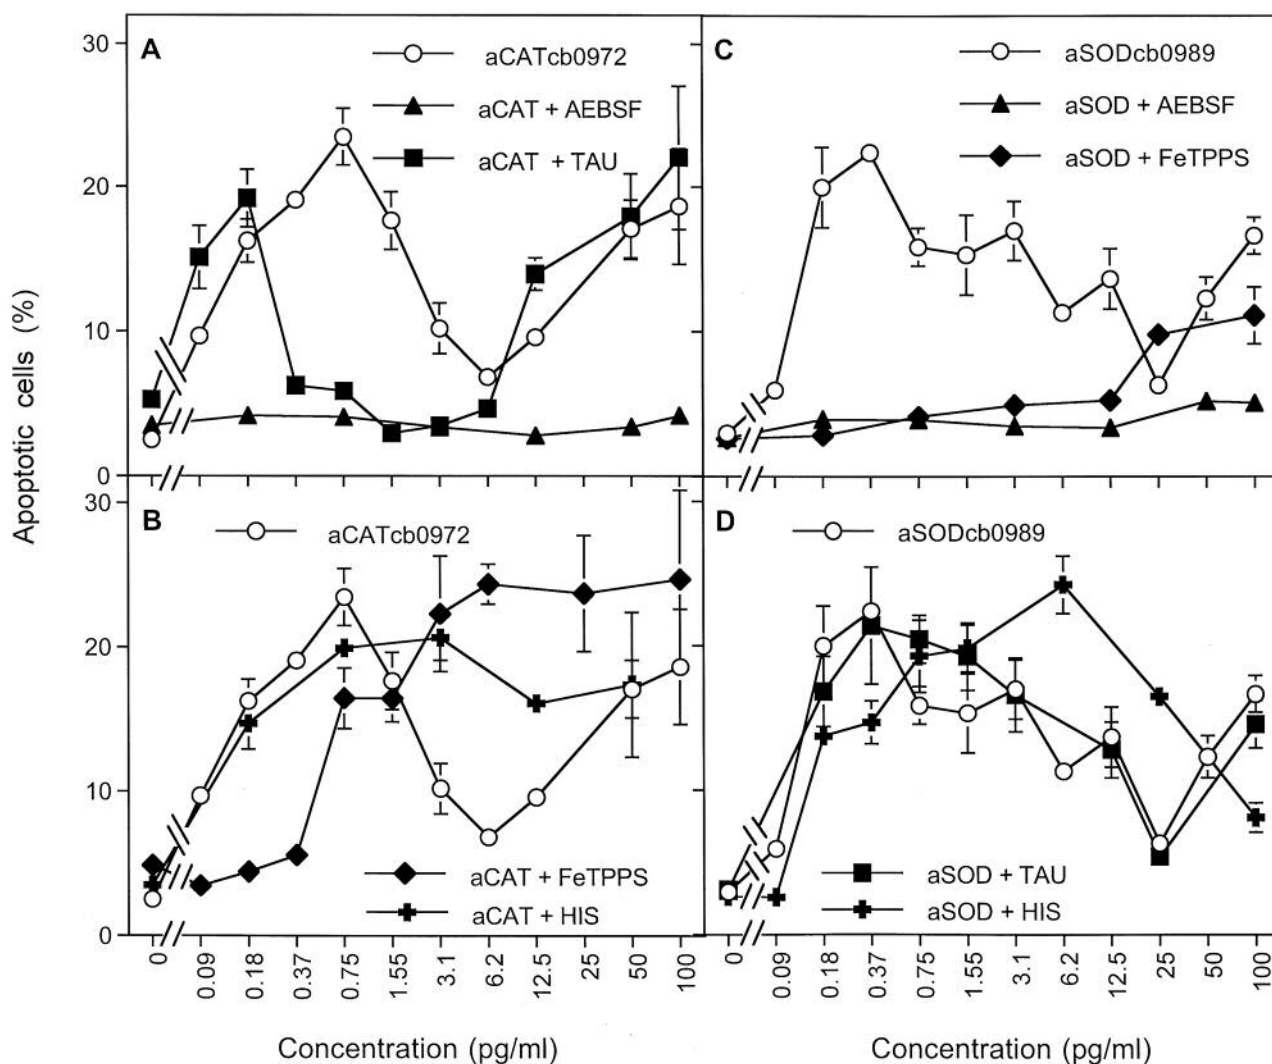 Apoptotic cells (%)
30
20
10
0
A
aCATcb0972
aCAT + AEBSF
aCAT + TAU
C
aSODcb0989
aSOD + AEBSF
aSOD + FeTPPS
30
20
10
0
B
aCATcb0972
aCAT + FeTPPS
aCAT + HIS
D
aSODcb0989
aSOD + TAU
aSOD + HIS
0 0.09 0.18 0.37 0.75 1.55 3.1 6.2 12.5 25 50 100
0 0.09 0.18 0.37 0.75 1.55 3.1 6.2 12.5 25 50 100
Concentration (pg/ml)
Concentration (pg/ml)